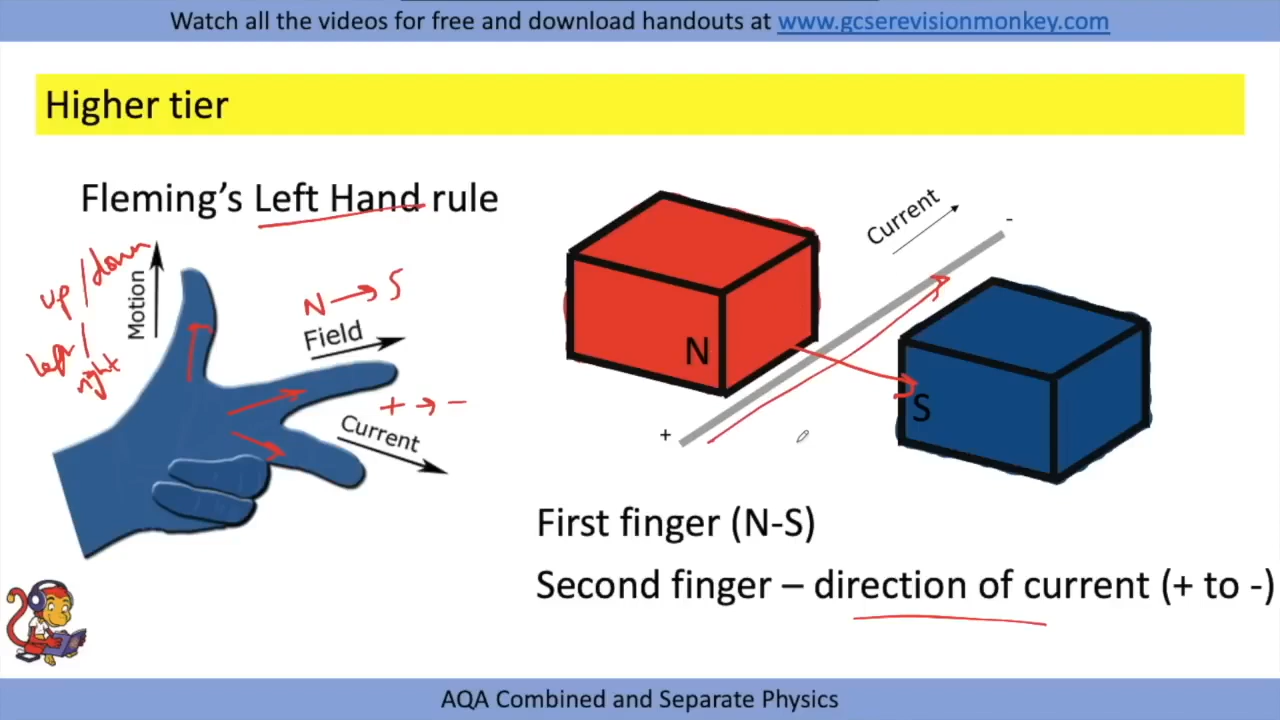 Watch all the videos for free and download handouts at www.gcserevisionmonkey.com
Higher tier
Fleming's Left Hand rule
up / down
left / right
Motion
N → S
Field
+ → -
Current
N
S
Current
+
-
First finger (N-S)
Second finger – direction of current (+ to -)
AQA Combined and Separate Physics